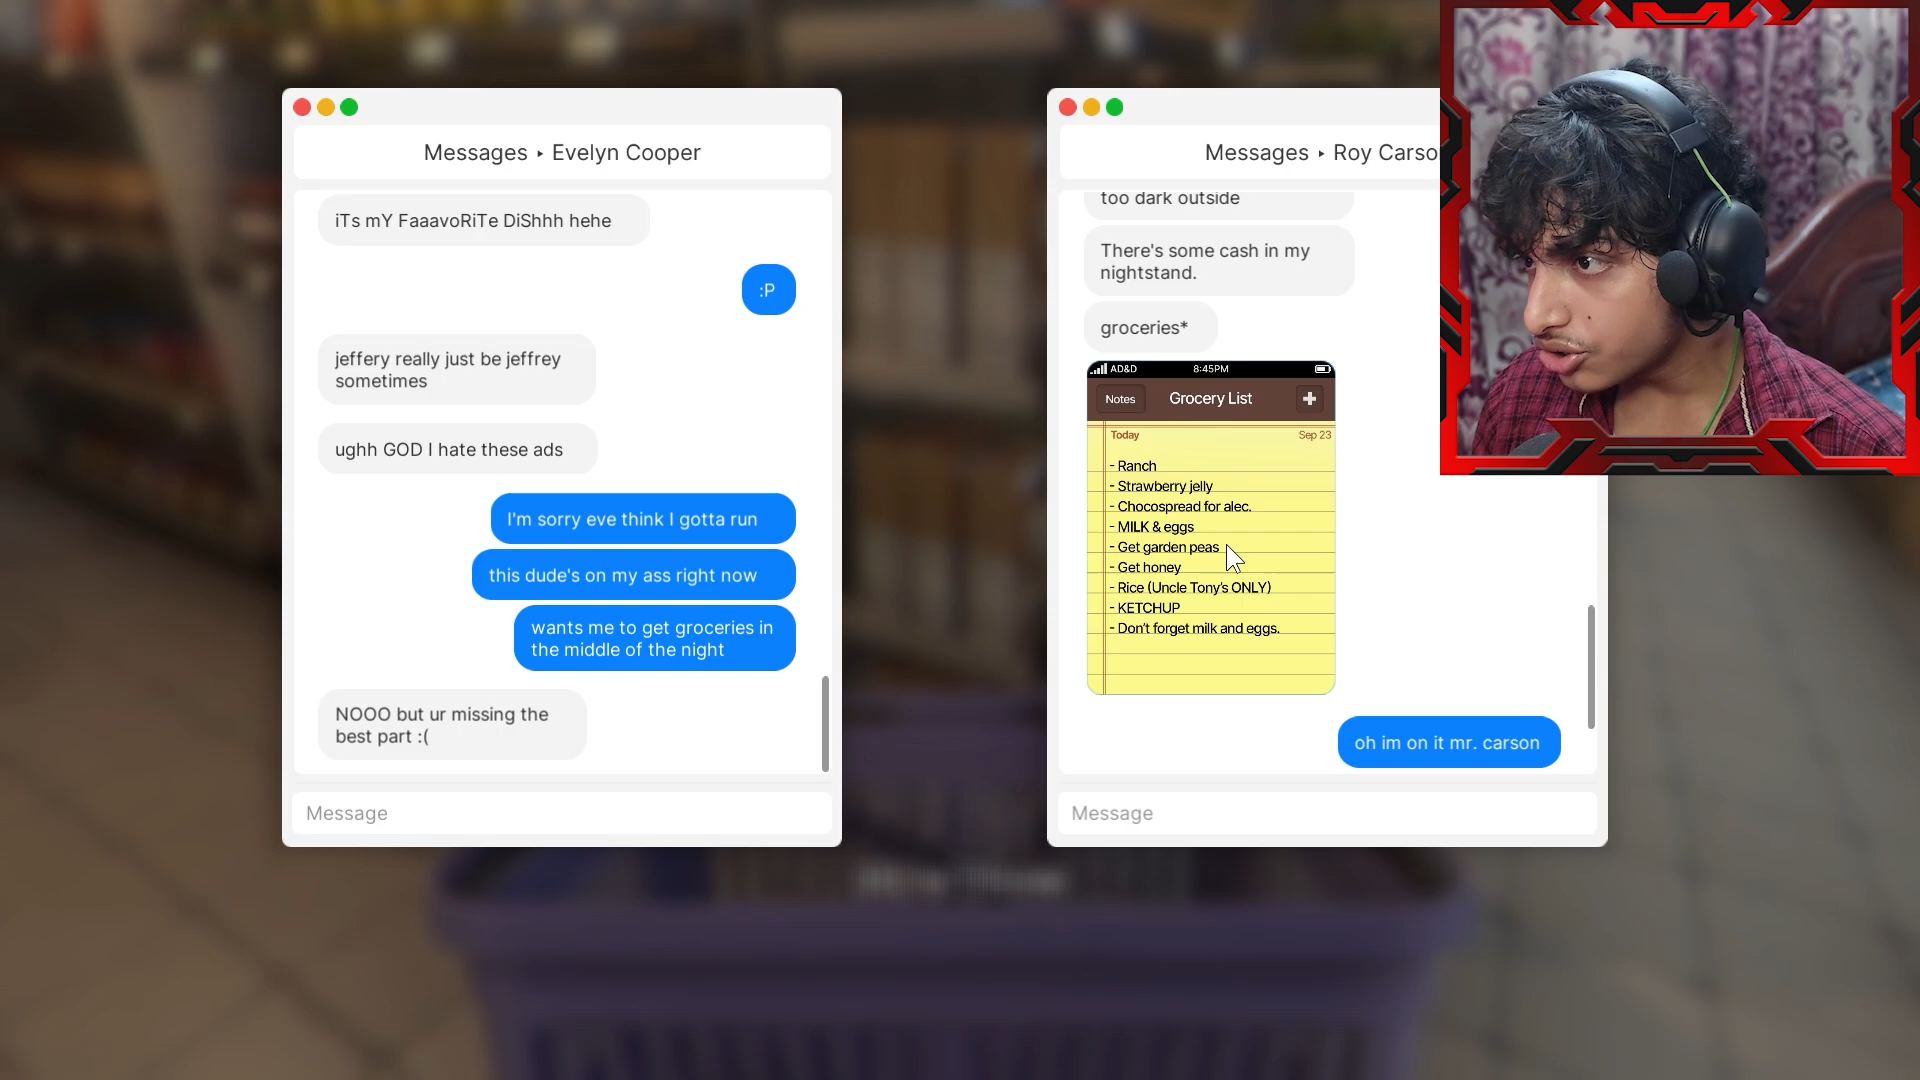 Messages ▸ Evelyn Cooper
iTs mY FaaavoRiTe DiShhh hehe
:P
jeffery really just be jeffrey
sometimes
ughh GOD I hate these ads
I'm sorry eve think I gotta run
this dude's on my ass right now
wants me to get groceries in
the middle of the night
NOOO but ur missing the
best part :(
Message
Messages ▸ Roy Carso
too dark outside
There's some cash in my
nightstand.
groceries*
AD&D 8:45PM
Notes Grocery List +
Today Sep 23
- Ranch
- Strawberry jelly
- Chocospread for alec.
- MILK & eggs
- Get garden peas
- Get honey
- Rice (Uncle Tony's ONLY)
- KETCHUP
- Don't forget milk and eggs.
oh im on it mr. carson
Message